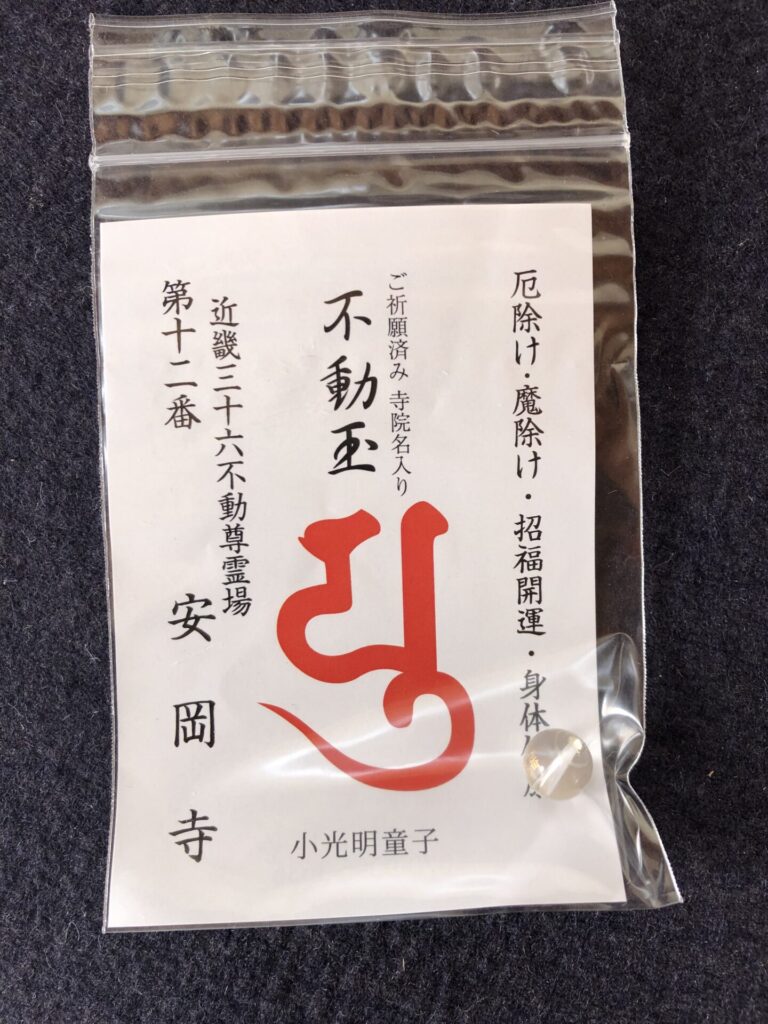 厄除け・魔除け・招福開運・身体
ご祈願済み 寺院名入り
不動玉
近畿三十六不動尊霊場
第十二番
安岡寺
小光明童子